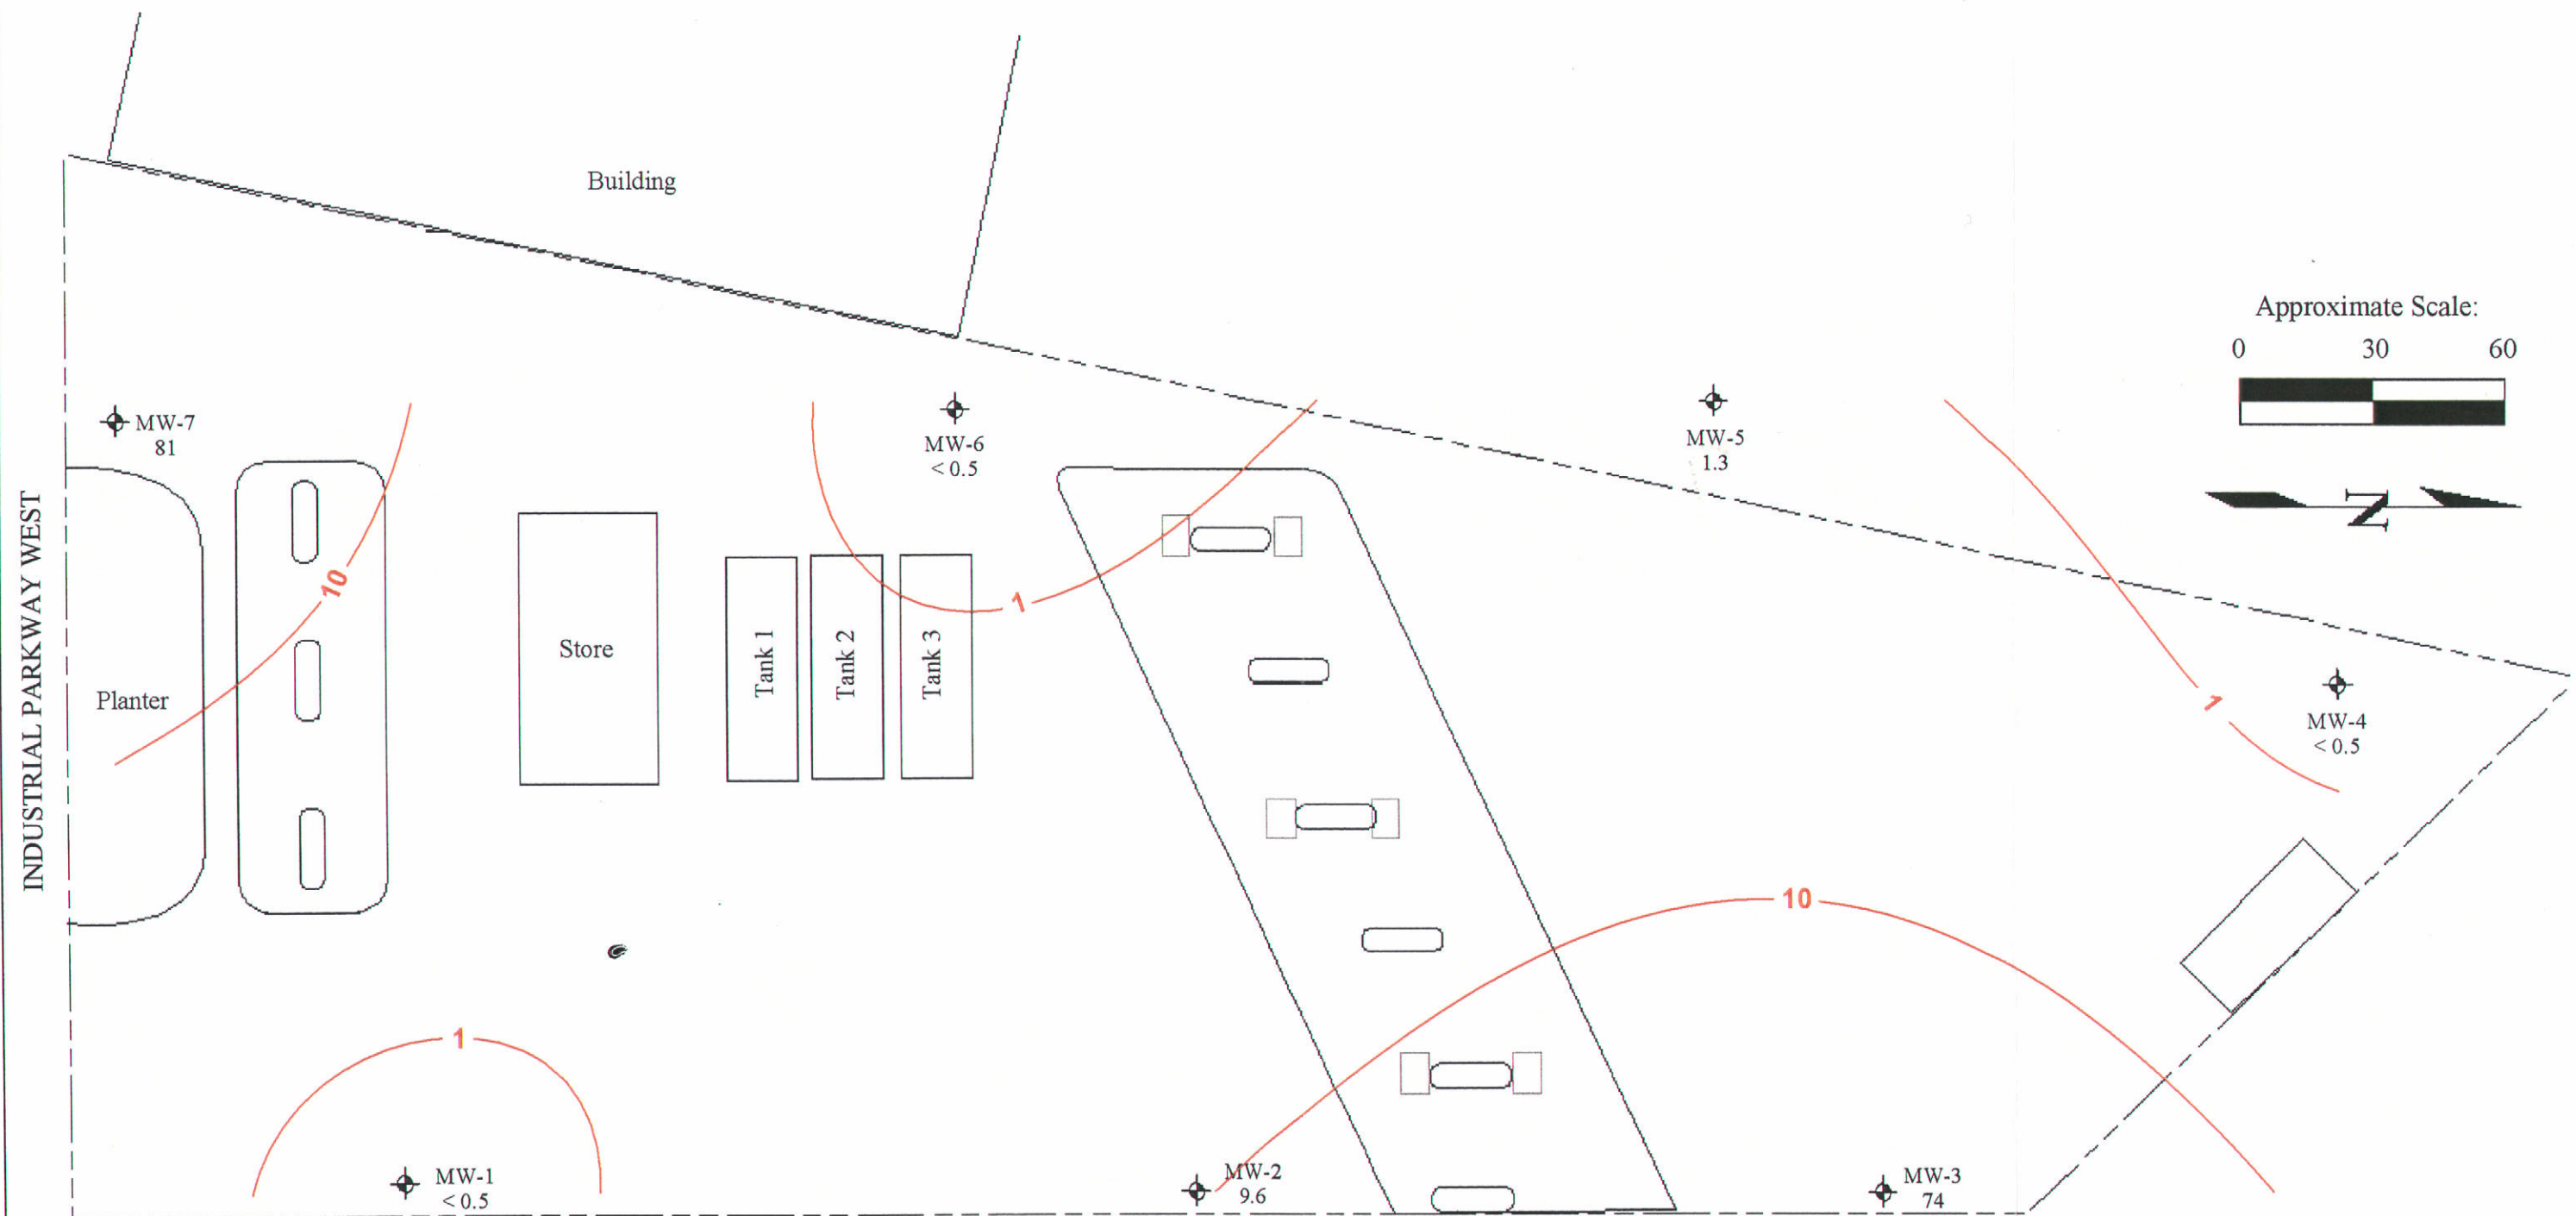 Building
Approximate Scale:
0 30 60
N
MW-7
81
MW-6
< 0.5
MW-5
1.3
INDUSTRIAL PARKWAY WEST
10
1
Store
Tank 1
Tank 2
Tank 3
Planter
1
MW-4
< 0.5
10
1
MW-1
< 0.5
MW-2
9.6
MW-3
74